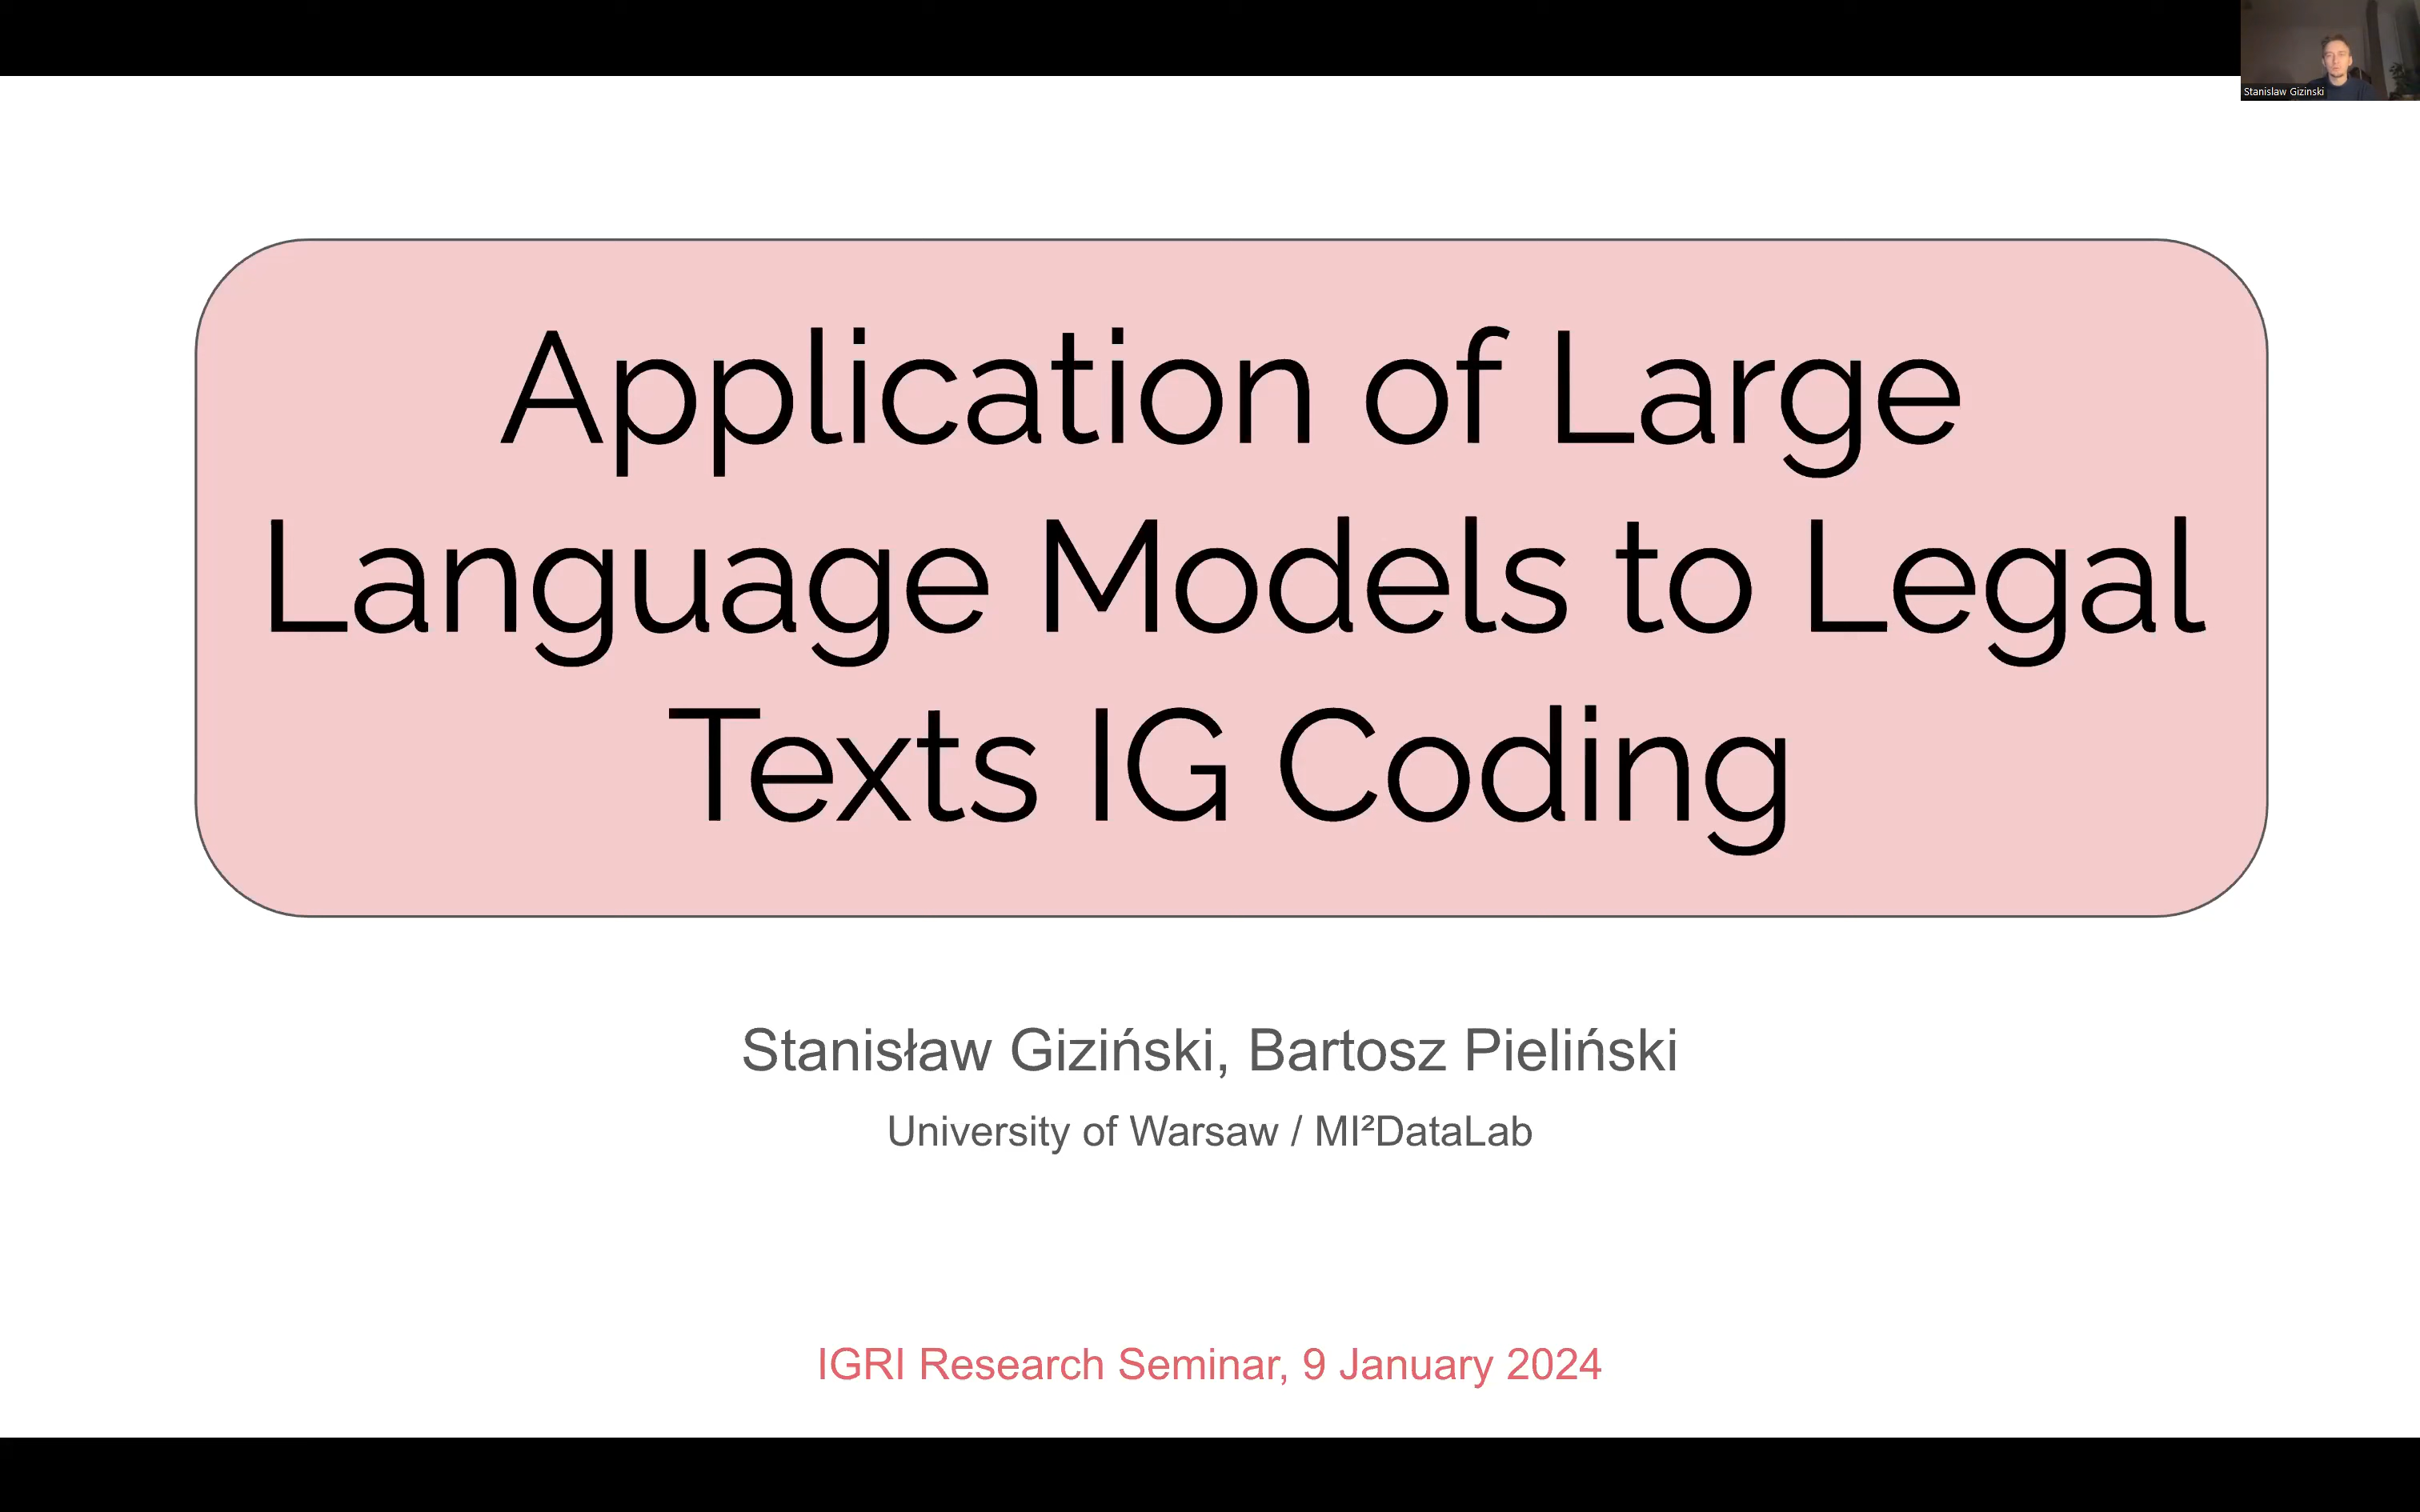 Stanislaw Gizinski
Application of Large
Language Models to Legal
Texts IG Coding
Stanisław Giziński, Bartosz Pieliński
University of Warsaw / MI²DataLab
IGRI Research Seminar, 9 January 2024